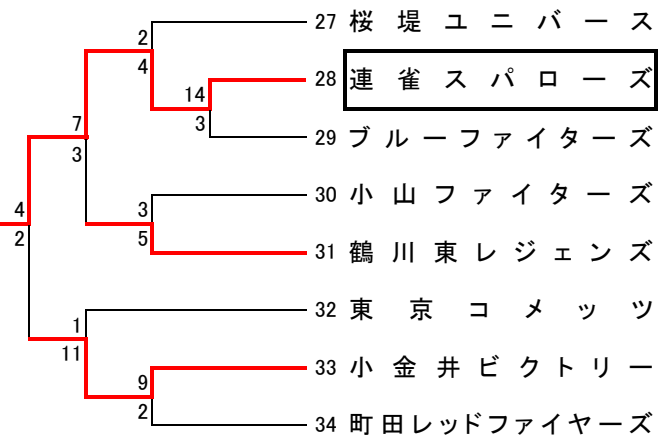 27 桜堤ユニバース
2
4
28 連雀スパローズ
14
3
29 ブルーファイターズ
7
3
30 小山ファイターズ
3
5
31 鶴川東レジェンズ
4
2
32 東京コメッツ
1
11
33 小金井ビクトリー
9
2
34 町田レッドファイヤーズ